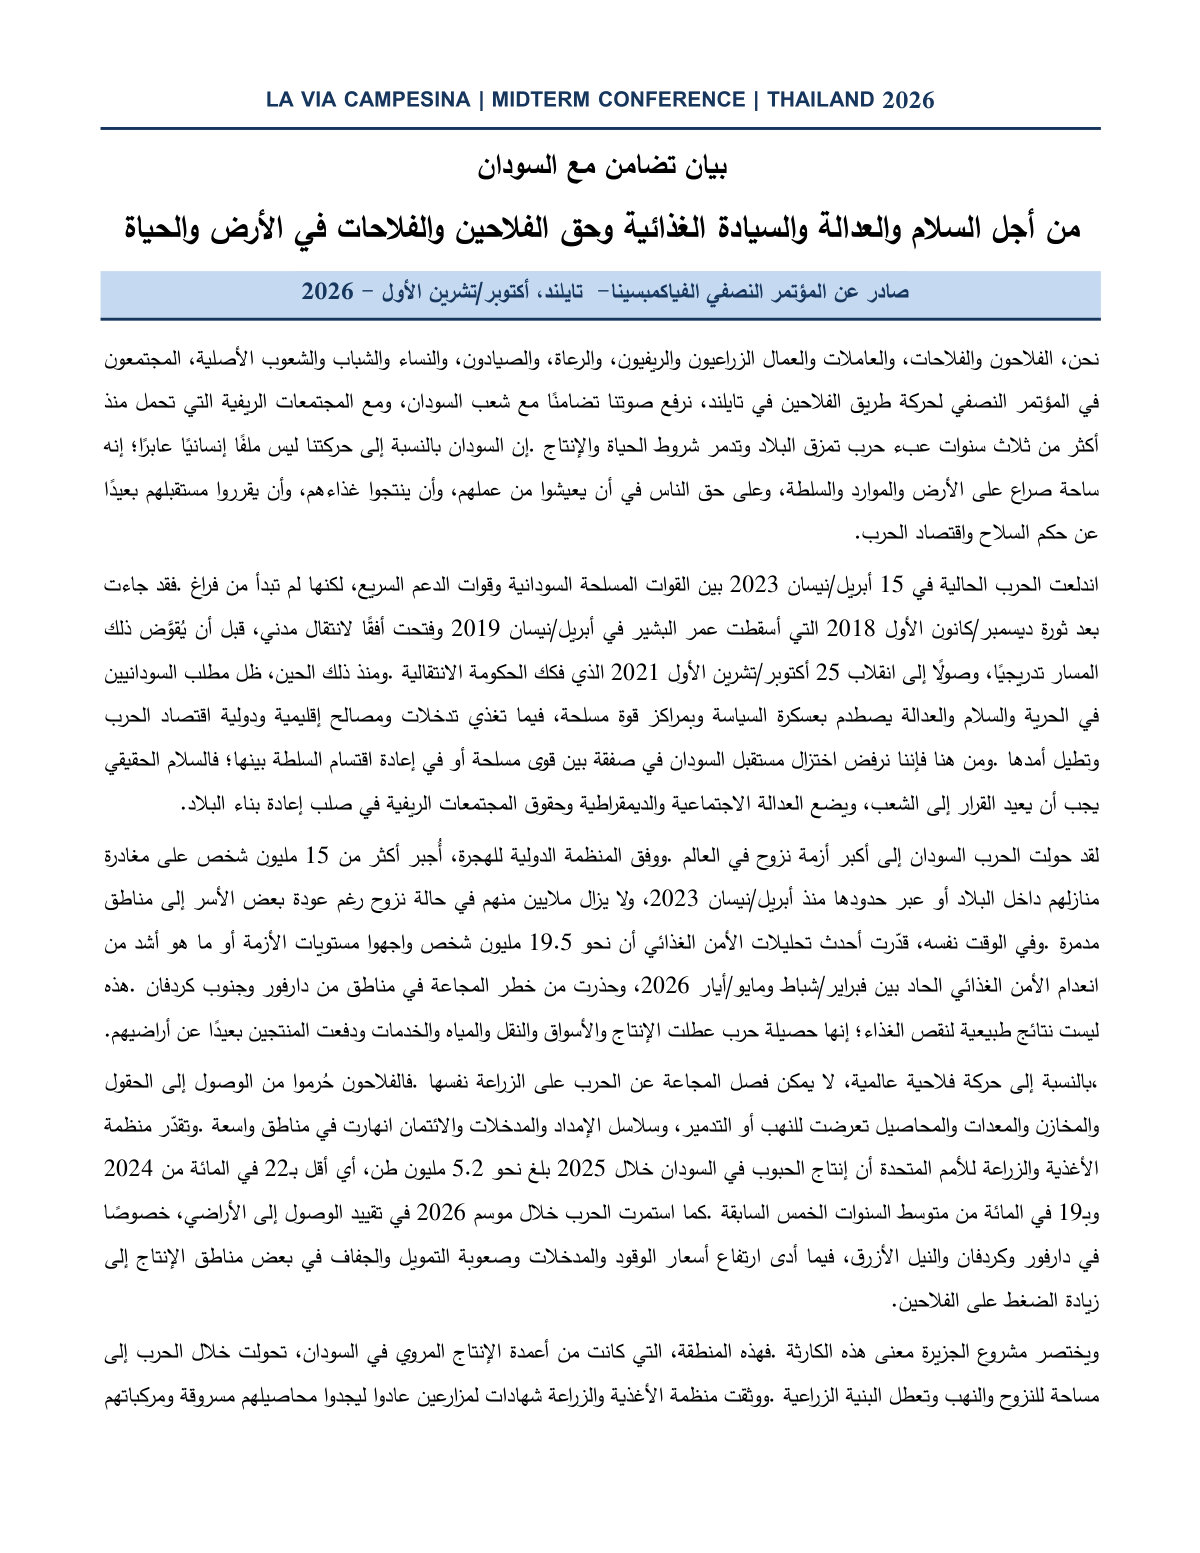 LA VIA CAMPESINA | MIDTERM CONFERENCE | THAILAND 2026
بيان تضامن مع السودان
من أجل السلام والعدالة والسيادة الغذائية وحق الفلاحين والفلاحات في الأرض والحياة
صادر عن المؤتمر النصفي الفياكمبسينا- تايلند، أكتوبر/تشرين الأول - 2026
نحن، الفلاحون والفلاحات، والعاملات والعمال الزراعيون والريفيون، والرعاة، والصيادون، والنساء والشباب والشعوب الأصلية، المجتمعون
في المؤتمر النصفي لحركة طريق الفلاحين في تايلند، نرفع صوتنا تضامنًا مع شعب السودان، ومع المجتمعات الريفية التي تحمل منذ
أكثر من ثلاث سنوات عبء حرب تمزق البلاد وتدمر شروط الحياة والإنتاج .إن السودان بالنسبة إلى حركتنا ليس ملفًا إنسانيًا عابرًا؛ إنه
ساحة صراع على الأرض والموارد والسلطة، وعلى حق الناس في أن يعيشوا من عملهم، وأن ينتجوا غذاءهم، وأن يقرروا مستقبلهم بعيدًا
عن حكم السلاح واقتصاد الحرب.
اندلعت الحرب الحالية في 15 أبريل/نيسان 2023 بين القوات المسلحة السودانية وقوات الدعم السريع، لكنها لم تبدأ من فراغ .فقد جاءت
بعد ثورة ديسمبر/كانون الأول 2018 التي أسقطت عمر البشير في أبريل/نيسان 2019 وفتحت أفقًا لانتقال مدني، قبل أن يُقوَّض ذلك
المسار تدريجيًا، وصولًا إلى انقلاب 25 أكتوبر/تشرين الأول 2021 الذي فكك الحكومة الانتقالية .ومنذ ذلك الحين، ظل مطلب السودانيين
في الحرية والسلام والعدالة يصطدم بعسكرة السياسة وبمراكز قوة مسلحة، فيما تغذي تدخلات ومصالح إقليمية ودولية اقتصاد الحرب
وتطيل أمدها .ومن هنا فإننا نرفض اختزال مستقبل السودان في صفقة بين قوى مسلحة أو في إعادة اقتسام السلطة بينها؛ فالسلام الحقيقي
يجب أن يعيد القرار إلى الشعب، ويضع العدالة الاجتماعية والديمقراطية وحقوق المجتمعات الريفية في صلب إعادة بناء البلاد.
لقد حولت الحرب السودان إلى أكبر أزمة نزوح في العالم .ووفق المنظمة الدولية للهجرة، أُجبر أكثر من 15 مليون شخص على مغادرة
منازلهم داخل البلاد أو عبر حدودها منذ أبريل/نيسان 2023، ولا يزال ملايين منهم في حالة نزوح رغم عودة بعض الأسر إلى مناطق
مدمرة .وفي الوقت نفسه، قدّرت أحدث تحليلات الأمن الغذائي أن نحو 19.5 مليون شخص واجهوا مستويات الأزمة أو ما هو أشد من
انعدام الأمن الغذائي الحاد بين فبراير/شباط ومايو/أيار 2026، وحذرت من خطر المجاعة في مناطق من دارفور وجنوب كردفان .هذه
ليست نتائج طبيعية لنقص الغذاء؛ إنها حصيلة حرب عطلت الإنتاج والأسواق والنقل والمياه والخدمات ودفعت المنتجين بعيدًا عن أراضيهم.
،بالنسبة إلى حركة فلاحية عالمية، لا يمكن فصل المجاعة عن الحرب على الزراعة نفسها .فالفلاحون حُرموا من الوصول إلى الحقول
والمخازن والمعدات والمحاصيل تعرضت للنهب أو التدمير، وسلاسل الإمداد والمدخلات والائتمان انهارت في مناطق واسعة .وتقدّر منظمة
الأغذية والزراعة للأمم المتحدة أن إنتاج الحبوب في السودان خلال 2025 بلغ نحو 5.2 مليون طن، أي أقل بـ22 في المائة من 2024
وبـ19 في المائة من متوسط السنوات الخمس السابقة .كما استمرت الحرب خلال موسم 2026 في تقييد الوصول إلى الأراضي، خصوصًا
في دارفور وكردفان والنيل الأزرق، فيما أدى ارتفاع أسعار الوقود والمدخلات وصعوبة التمويل والجفاف في بعض مناطق الإنتاج إلى
زيادة الضغط على الفلاحين.
ويختصر مشروع الجزيرة معنى هذه الكارثة .فهذه المنطقة، التي كانت من أعمدة الإنتاج المروي في السودان، تحولت خلال الحرب إلى
مساحة للنزوح والنهب وتعطل البنية الزراعية .ووثقت منظمة الأغذية والزراعة شهادات لمزارعين عادوا ليجدوا محاصيلهم مسروقة ومركباتهم